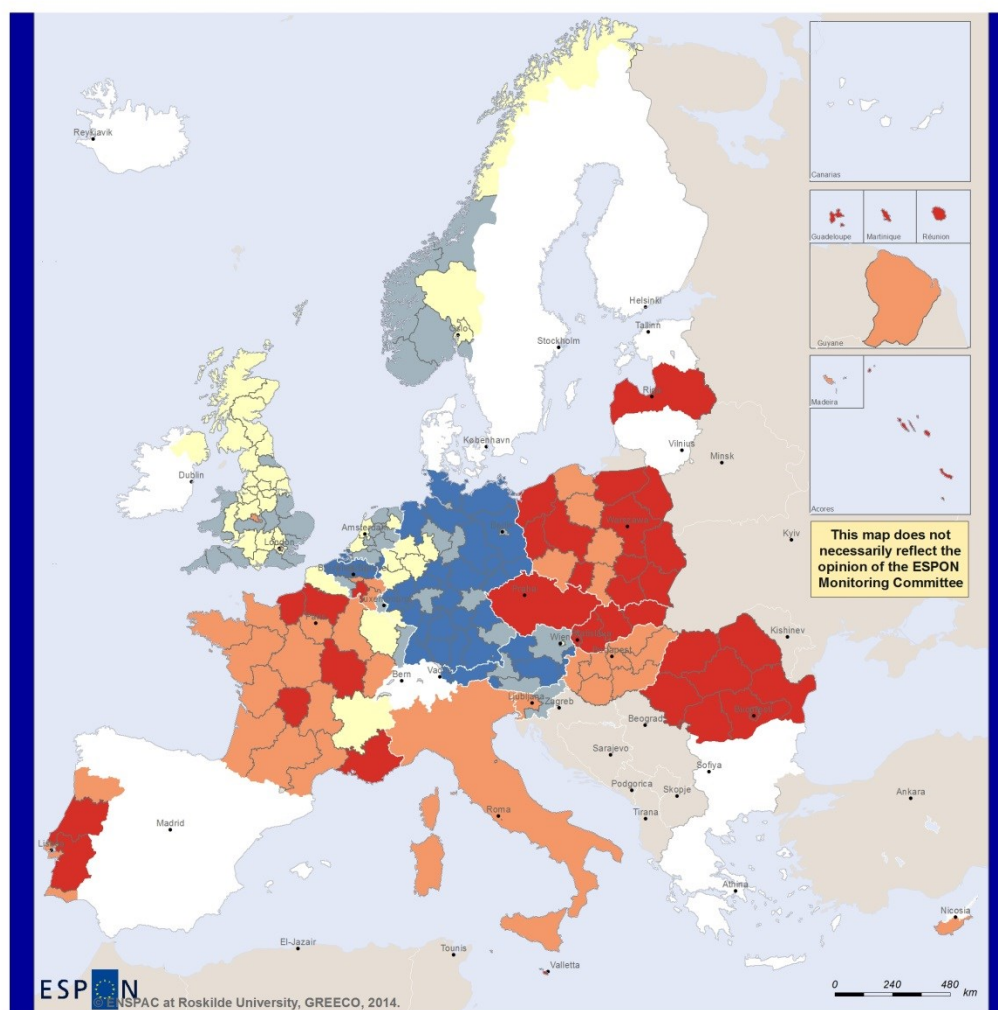 Reykjavik
Canarias
Guadeloupe
Martinique
Réunion
Guyane
Madeira
Acores
This map does not
necessarily reflect the
opinion of the ESPON
Monitoring Committee
Oslo
Helsinki
Tallinn
Stockholm
København
Vilnius
Minsk
Dublin
London
Amsterdam
Kyiv
Kishinev
Bern
Wien
Ljubljana
Zagreb
Beograd
Sarajevo
Sofiya
Podgorica
Skopje
Tirana
Ankara
Madrid
Roma
Athina
Nicosia
El-Jazair
Tounis
Valletta
ESPON
© ENSPAC at Roskilde University, GREECO, 2014.
0 240 480
km